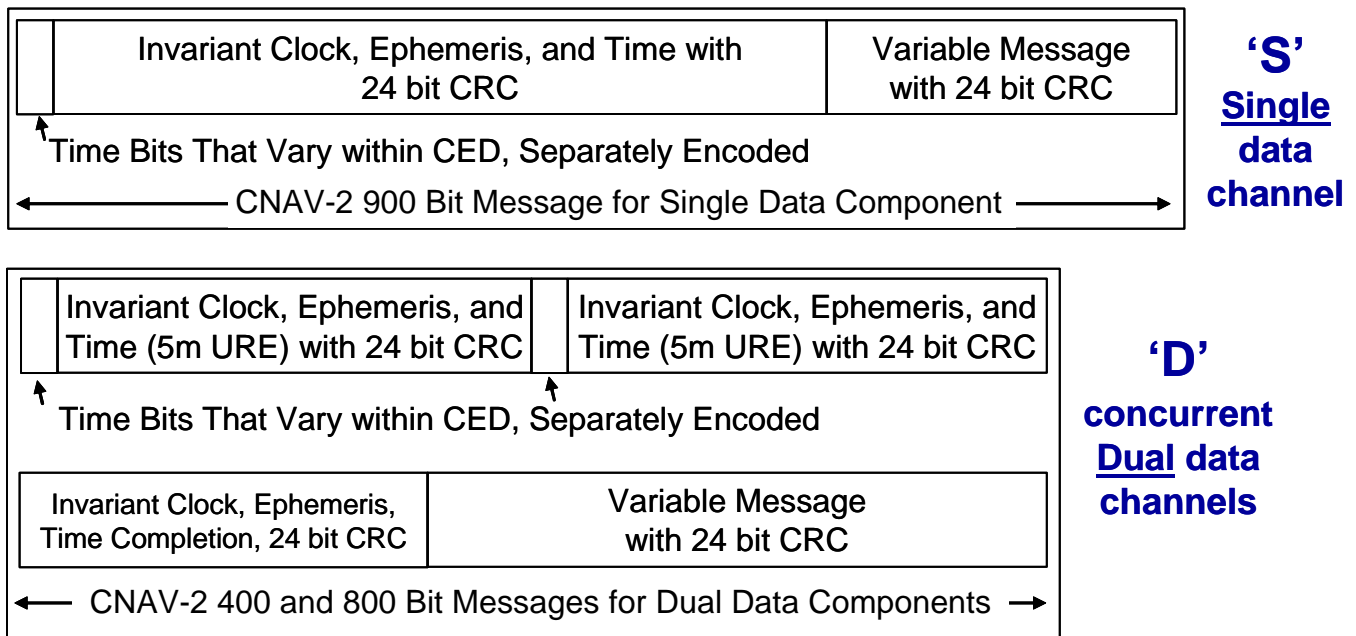 Invariant Clock, Ephemeris, and Time with
24 bit CRC
Variable Message
with 24 bit CRC
Time Bits That Vary within CED, Separately Encoded
CNAV-2 900 Bit Message for Single Data Component
‘S’
Single
data
channel
Invariant Clock, Ephemeris, and
Time (5m URE) with 24 bit CRC
Invariant Clock, Ephemeris, and
Time (5m URE) with 24 bit CRC
Time Bits That Vary within CED, Separately Encoded
Invariant Clock, Ephemeris,
Time Completion, 24 bit CRC
Variable Message
with 24 bit CRC
CNAV-2 400 and 800 Bit Messages for Dual Data Components
‘D’
concurrent
Dual data
channels